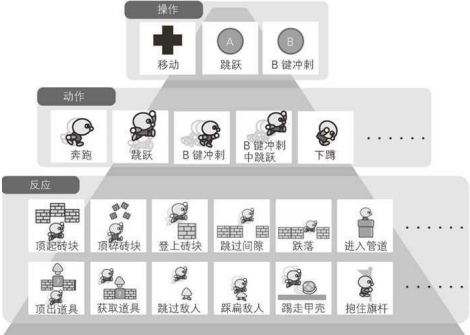 操作
A
B
移动
跳跃
B 键冲刺
动作
奔跑
跳跃
B 键冲刺
B 键冲刺
中跳跃
下蹲
······
反应
顶起砖块
顶碎砖块
登上砖块
跳过间隙
跌落
进入管道
······
顶出道具
获取道具
跳过敌人
踩扁敌人
踢走甲壳
抱住旗杆
······